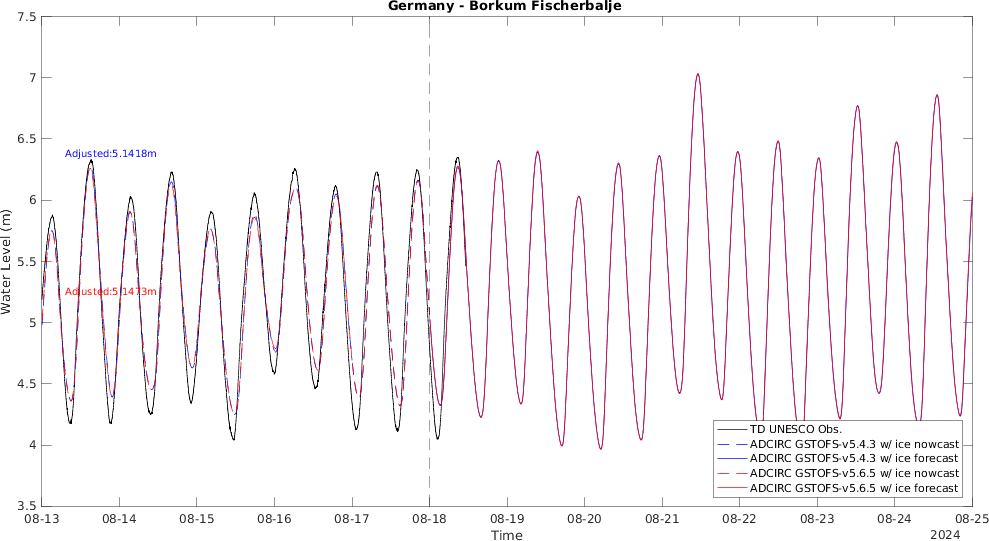 Germany - Borkum Fischerbalje
7.5
7
6.5
6
5.5
5
4.5
4
3.5
Water Level (m)
Adjusted:5.1418m
Adjusted:5.1473m
TD UNESCO Obs.
ADCIRC GSTOFS-v5.4.3 w/ ice nowcast
ADCIRC GSTOFS-v5.4.3 w/ ice forecast
ADCIRC GSTOFS-v5.6.5 w/ ice nowcast
ADCIRC GSTOFS-v5.6.5 w/ ice forecast
08-13 08-14 08-15 08-16 08-17 08-18 08-19 08-20 08-21 08-22 08-23 08-24 08-25
Time
2024